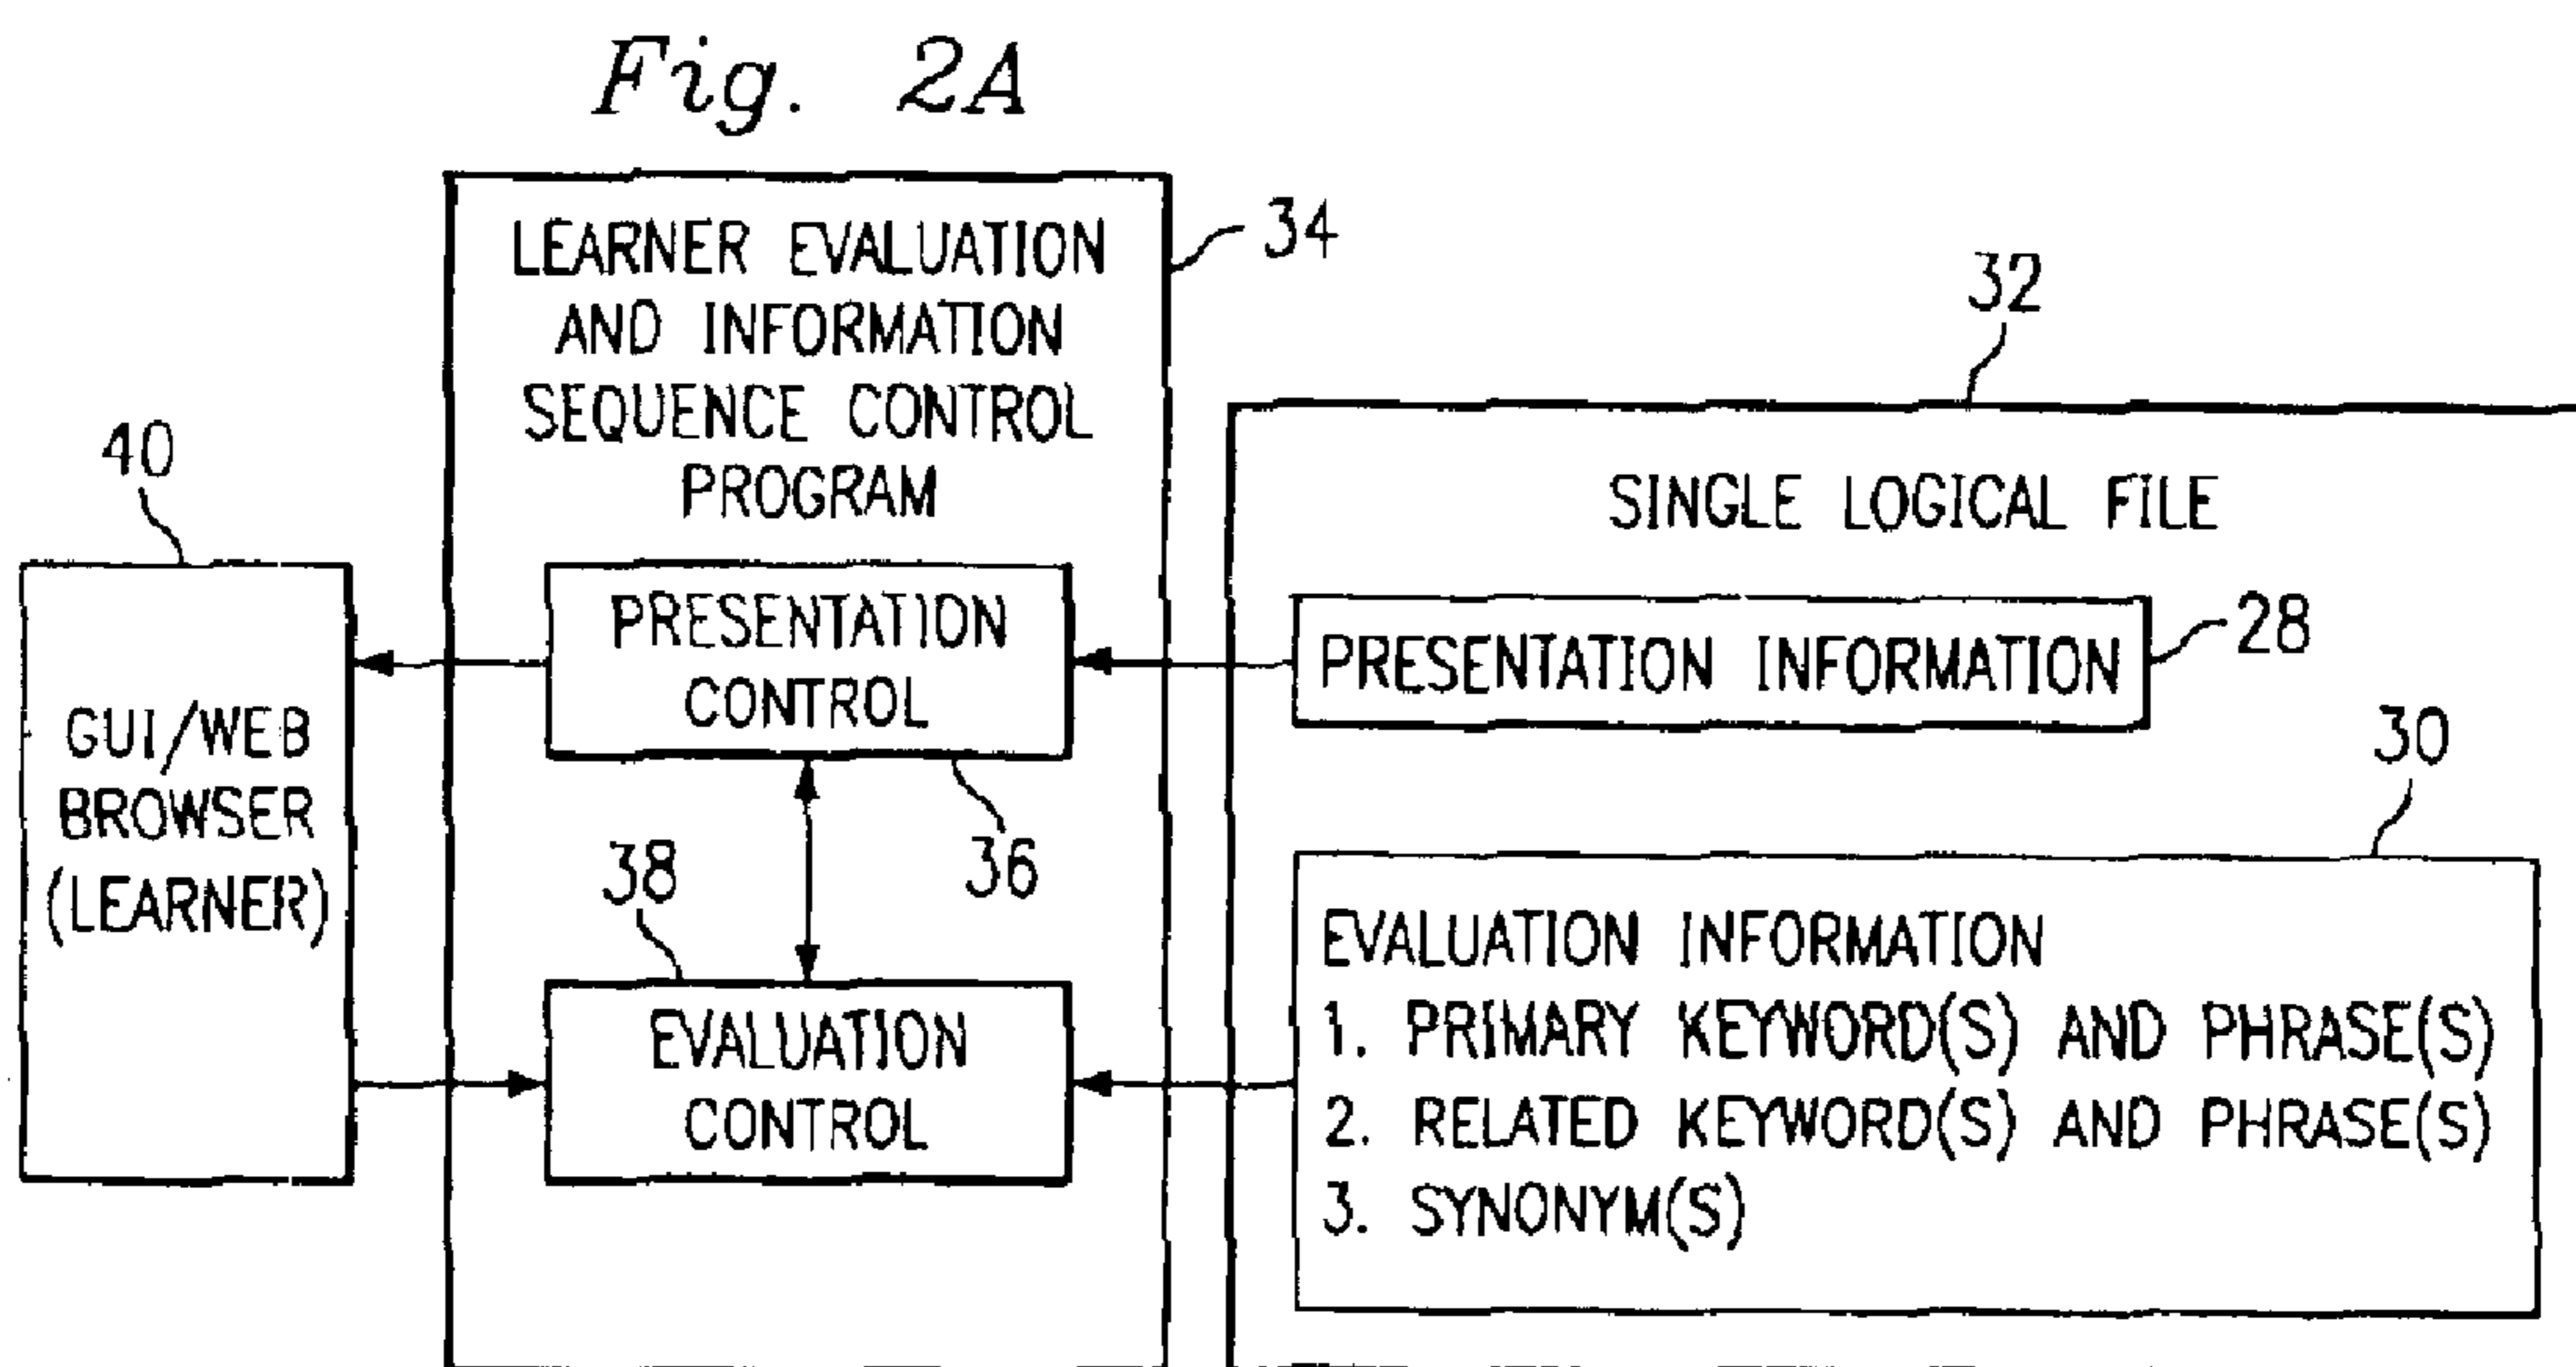 Fig. 2A
LEARNER EVALUATION
AND INFORMATION
SEQUENCE CONTROL
PROGRAM
34
32
40
SINGLE LOGICAL FILE
PRESENTATION
CONTROL
PRESENTATION INFORMATION
28
GUI/WEB
BROWSER
(LEARNER)
36
38
30
EVALUATION
CONTROL
EVALUATION INFORMATION
1. PRIMARY KEYWORD(S) AND PHRASE(S)
2. RELATED KEYWORD(S) AND PHRASE(S)
3. SYNONYM(S)